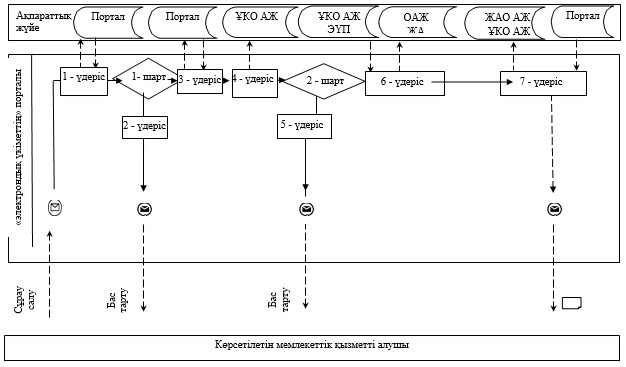 Ақпараттық
жүйе
Портал
Портал
ҰКО АЖ
ҰКО АЖ
ЭҮП
ОАЖ
ЖАО АЖ
ҰКО АЖ
Портал
«электрондық үкіметтің» порталы
1 - үдеріс
1- шарт
3 - үдеріс
4 - үдеріс
2 - шарт
6 - үдеріс
7 - үдеріс
2 - үдеріс
5 - үдеріс
Сұрау
салу
Бас
тарту
Бас
тарту
Көрсетілетін мемлекеттік қызметті алушы